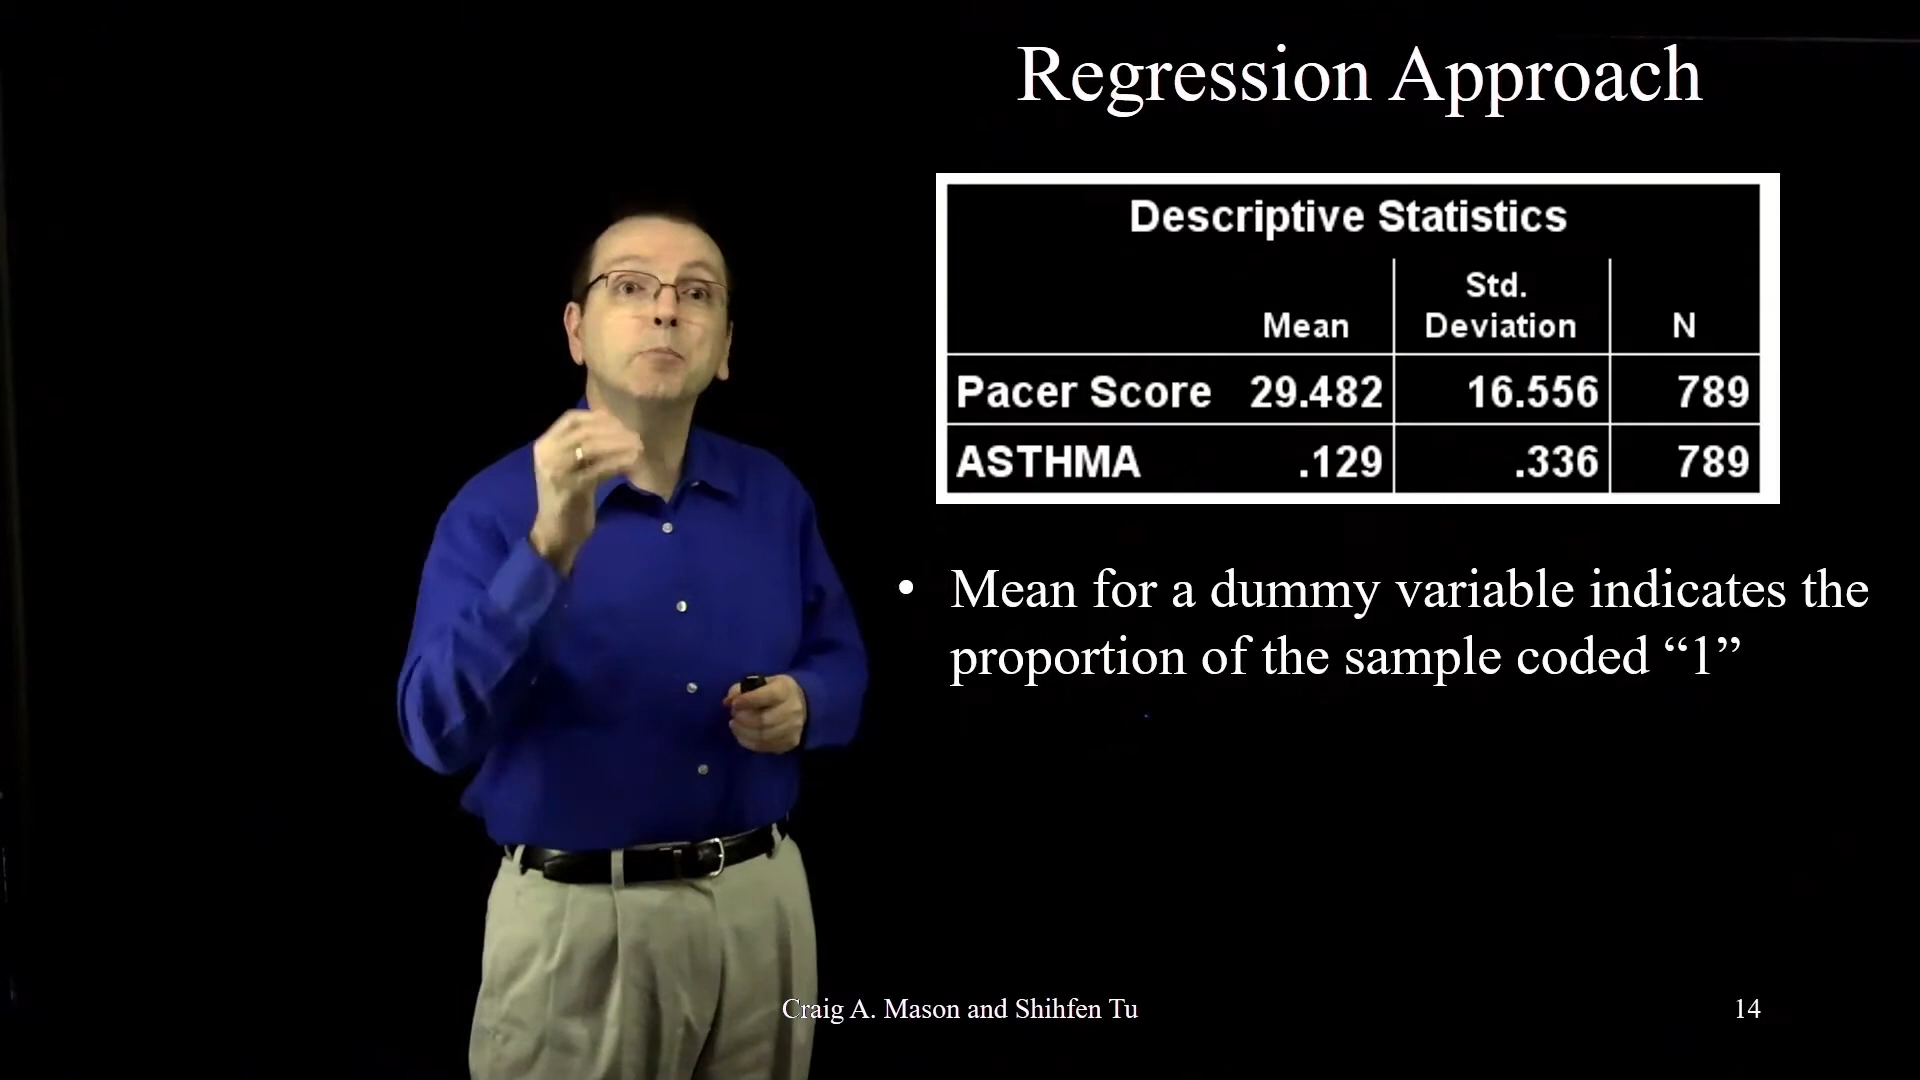 Regression Approach
Descriptive Statistics
Mean Std. Deviation N
Pacer Score 29.482 16.556 789
ASTHMA .129 .336 789
• Mean for a dummy variable indicates the
proportion of the sample coded “1”
Craig A. Mason and Shihfen Tu 14